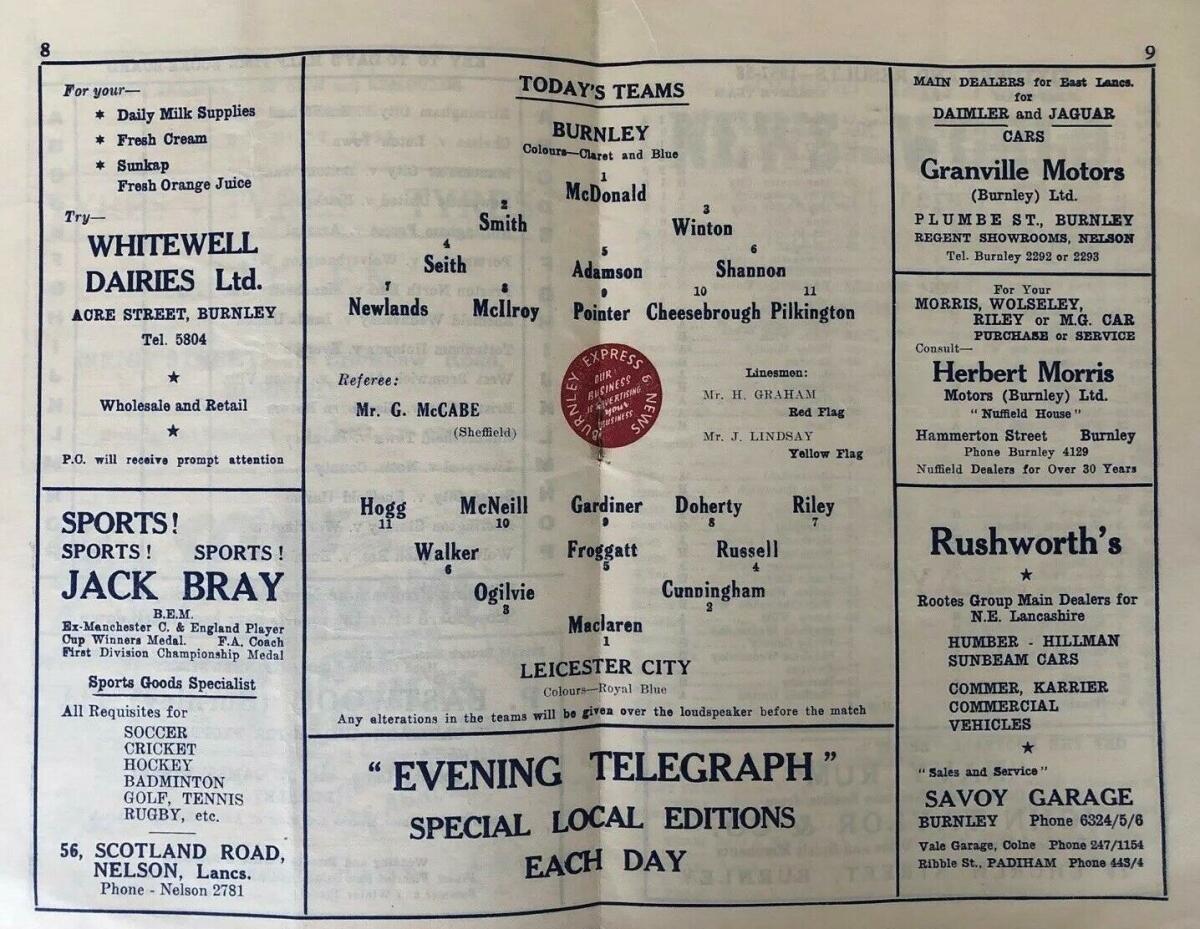 8
For your—
* Daily Milk Supplies
* Fresh Cream
* Sunkap
Fresh Orange Juice
Try—
WHITEWELL
DAIRIES Ltd.
ACRE STREET, BURNLEY
Tel. 5804
★
Wholesale and Retail
★
P.C. will receive prompt attention
SPORTS!
SPORTS! SPORTS!
JACK BRAY
B.E.M.
Ex-Manchester C. & England Player
Cup Winners Medal. F.A. Coach
First Division Championship Medal
Sports Goods Specialist
All Requisites for
SOCCER
CRICKET
HOCKEY
BADMINTON
GOLF, TENNIS
RUGBY, etc.
56, SCOTLAND ROAD,
NELSON, Lancs.
Phone - Nelson 2781
TODAY'S TEAMS
BURNLEY
Colours—Claret and Blue
1
McDonald
2 3
Smith Winton
4 5 6
Seith Adamson Shannon
7 8 9 10 11
Newlands McIlroy Pointer Cheesebrough Pilkington
Referee:
Mr. G. McCABE
(Sheffield)
BURNLEY EXPRESS & NEWS
OUR
BUSINESS
IS ADVERTISING
YOUR
BUSINESS
Linesmen:
Mr. H. GRAHAM
Red Flag
Mr. J. LINDSAY
Yellow Flag
Hogg McNeill Gardiner Doherty Riley
11 10 9 8 7
Walker Froggatt Russell
6 5 4
Ogilvie Cunningham
3 2
Maclaren
1
LEICESTER CITY
Colours—Royal Blue
Any alterations in the teams will be given over the loudspeaker before the match
"EVENING TELEGRAPH"
SPECIAL LOCAL EDITIONS
EACH DAY
9
MAIN DEALERS for East Lancs.
for
DAIMLER and JAGUAR
CARS
Granville Motors
(Burnley) Ltd.
PLUMBE ST., BURNLEY
REGENT SHOWROOMS, NELSON
Tel. Burnley 2292 or 2293
For Your
MORRIS, WOLSELEY,
RILEY or M.G. CAR
PURCHASE or SERVICE
Consult—
Herbert Morris
Motors (Burnley) Ltd.
"Nuffield House"
Hammerton Street Burnley
Phone Burnley 4129
Nuffield Dealers for Over 30 Years
Rushworth's
★
Rootes Group Main Dealers for
N.E. Lancashire
HUMBER - HILLMAN
SUNBEAM CARS
COMMER, KARRIER
COMMERCIAL
VEHICLES
★
"Sales and Service"
SAVOY GARAGE
BURNLEY Phone 6324/5/6
Vale Garage, Colne Phone 247/1154
Ribble St., PADIHAM Phone 443/4